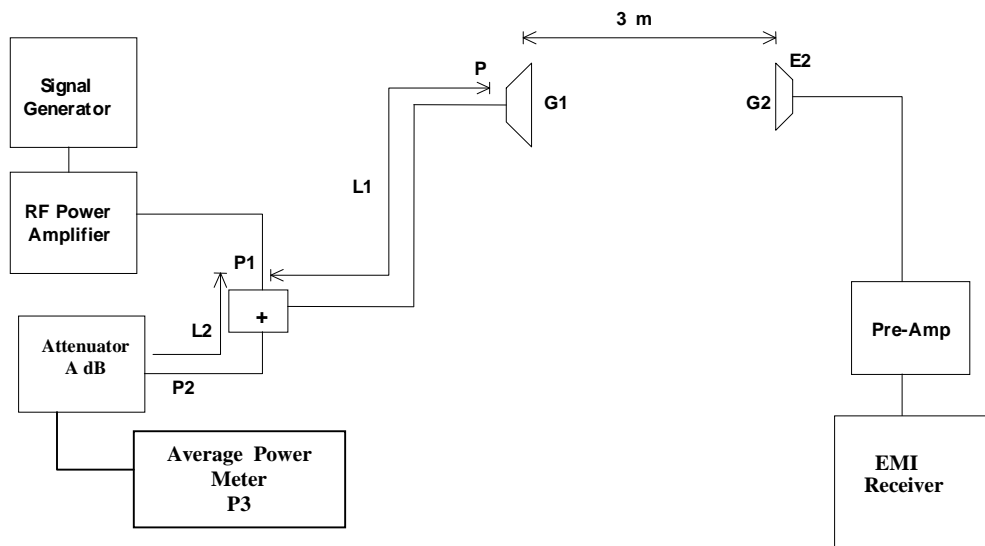 3 m
Signal
Generator
P
E2
G1
G2
L1
RF Power
Amplifier
P1
+
L2
Attenuator
A dB
P2
Pre-Amp
Average Power
Meter
P3
EMI
Receiver